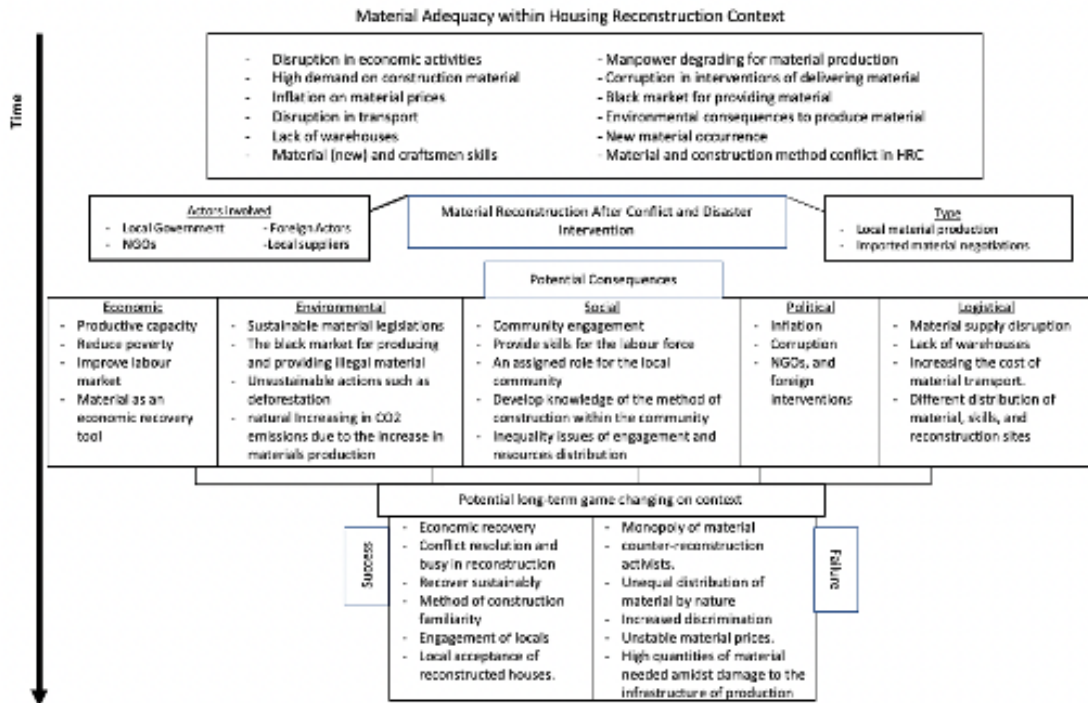 Material Adequacy within Housing Reconstruction Context
Time
- Disruption in economic activities
- High demand on construction material
- Inflation on material prices
- Disruption in transport
- Lack of warehouses
- Material (new) and craftsmen skills
- Manpower degrading for material production
- Corruption in interventions of delivering material
- Black market for providing material
- Environmental consequences to produce material
- New material occurrence
- Material and construction method conflict in HRC
Actors Involved
- Local Government - Foreign Actors
- NGOs -Local suppliers
Material Reconstruction After Conflict and Disaster
Intervention
Type
- Local material production
- Imported material negotiations
Potential Consequences
Economic
- Productive capacity
- Reduce poverty
- Improve labour
market
- Material as an
economic recovery
tool
Environmental
- Sustainable material legislations
- The black market for producing
and providing illegal material
- Unsustainable actions such as
deforestation
- natural Increasing in CO2
emissions due to the increase in
materials production
Social
- Community engagement
- Provide skills for the labour force
- An assigned role for the local
community
- Develop knowledge of the method of
construction within the community
- Inequality issues of engagement and
resources distribution
Political
- Inflation
- Corruption
- NGOs, and
foreign
interventions
Logistical
- Material supply disruption
- Lack of warehouses
- Increasing the cost of
material transport.
- Different distribution of
material, skills, and
reconstruction sites
Potential long-term game changing on context
Success
- Economic recovery
- Conflict resolution and
busy in reconstruction
- Recover sustainably
- Method of construction
familiarity
- Engagement of locals
- Local acceptance of
reconstructed houses.
- Monopoly of material
- counter-reconstruction
- activists.
- Unequal distribution of
material by nature
- Increased discrimination
- Unstable material prices.
- High quantities of material
needed amidst damage to the
infrastructure of production
Failure